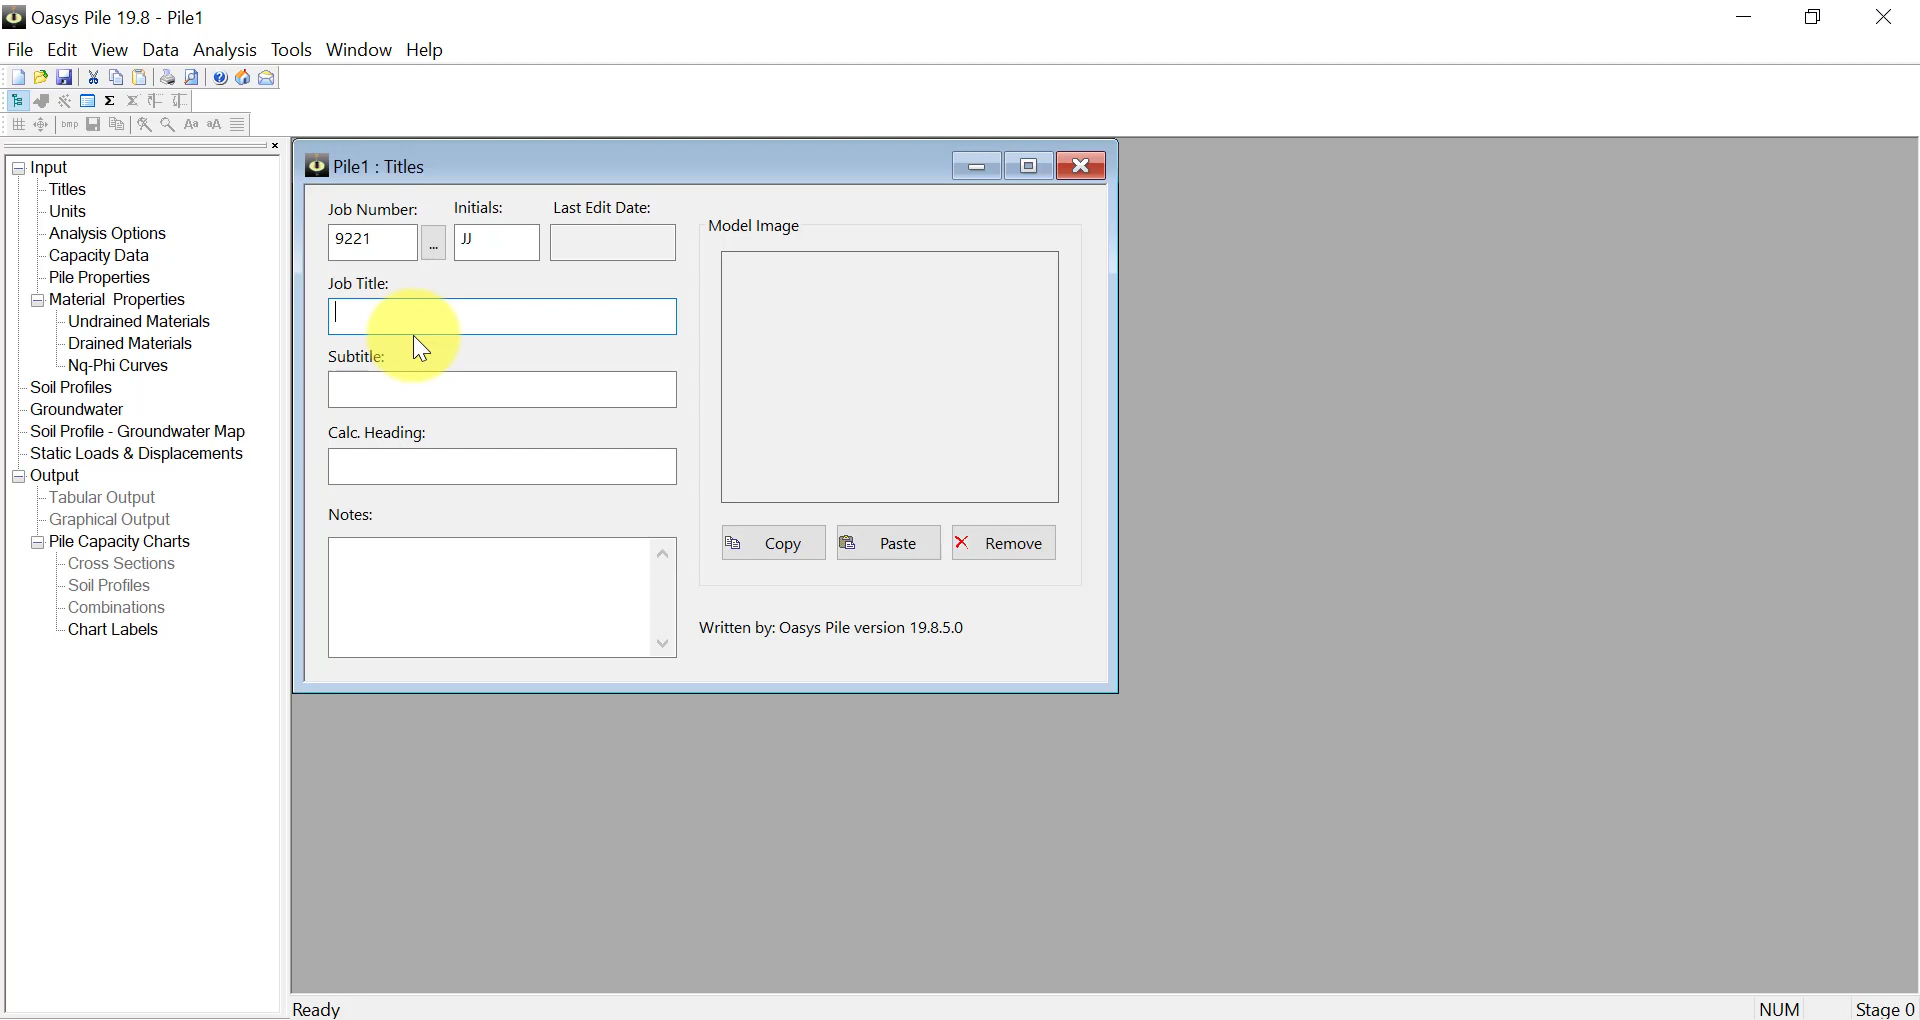 Oasys Pile 19.8 - Pile1
File Edit View Data Analysis Tools Window Help
bmp Aa aA
Input
Titles
Units
Analysis Options
Capacity Data
Pile Properties
Material Properties
Undrained Materials
Drained Materials
Nq-Phi Curves
Soil Profiles
Groundwater
Soil Profile - Groundwater Map
Static Loads & Displacements
Output
Tabular Output
Graphical Output
Pile Capacity Charts
Cross Sections
Soil Profiles
Combinations
Chart Labels
Pile1 : Titles
Job Number: Initials: Last Edit Date:
9221 ... JJ
Job Title:
Subtitle:
Calc. Heading:
Notes:
Model Image
Copy Paste Remove
Written by: Oasys Pile version 19.8.5.0
Ready NUM Stage 0